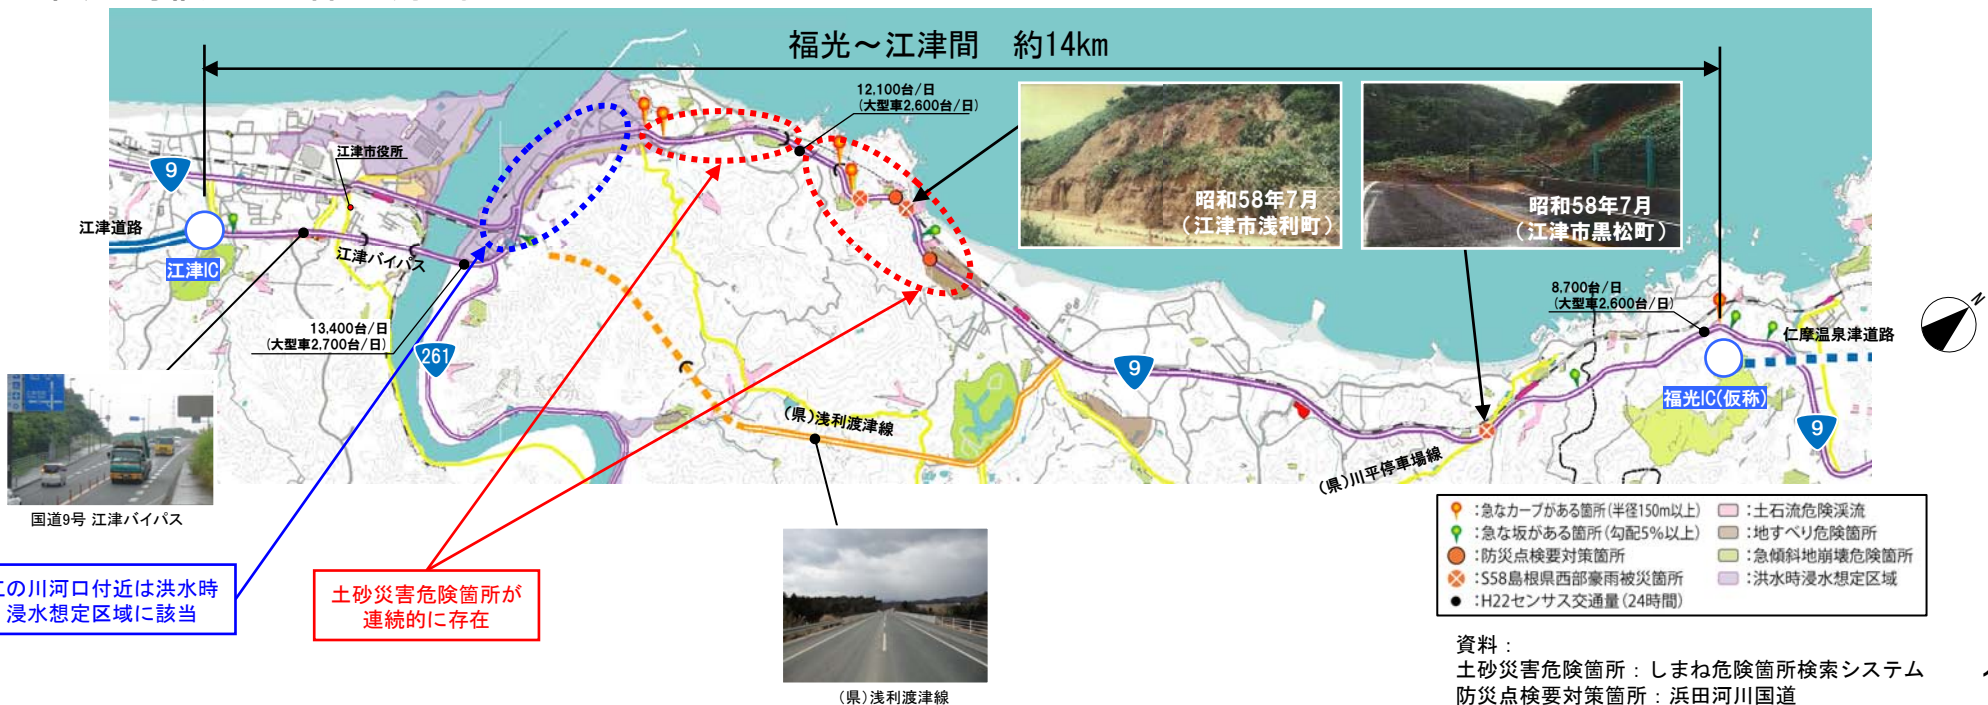 福光～江津間　約14km
12,100台/日
(大型車2,600台/日)
昭和58年7月
（江津市浅利町）
昭和58年7月
（江津市黒松町）
江津市役所
9
江津道路
江津IC
江津バイパス
13,400台/日
(大型車2,700台/日)
261
8,700台/日
(大型車2,600台/日)
N
仁摩温泉津道路
福光IC(仮称)
9
9
(県)浅利渡津線
(県)川平停車場線
国道9号 江津バイパス
の川河口付近は洪水時
浸水想定区域に該当
土砂災害危険箇所が
連続的に存在
(県)浅利渡津線
：急なカーブがある箇所(半径150m以上)
：急な坂がある箇所(勾配5%以上)
：防災点検要対策箇所
：S58島根県西部豪雨被災箇所
：H22センサス交通量(24時間)
：土石流危険渓流
：地すべり危険箇所
：急傾斜地崩壊危険箇所
：洪水時浸水想定区域
資料：
土砂災害危険箇所：しまね危険箇所検索システム
防災点検要対策箇所：浜田河川国道